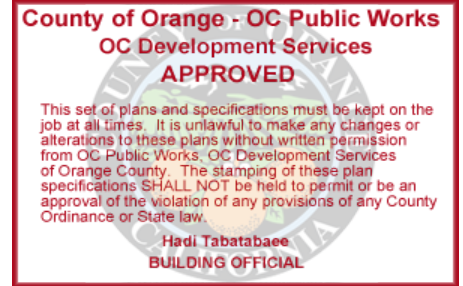 County of Orange - OC Public Works
OC Development Services
APPROVED
This set of plans and specifications must be kept on the
job at all times. It is unlawful to make any changes or
alterations to these plans without written permission
from OC Public Works, OC Development Services
of Orange County. The stamping of these plan
specifications SHALL NOT be held to permit or be an
approval of the violation of any provisions of any County
Ordinance or State law.
Hadi Tabatabaee
BUILDING OFFICIAL
COUNTY OF ORANGE
CALIFORNIA